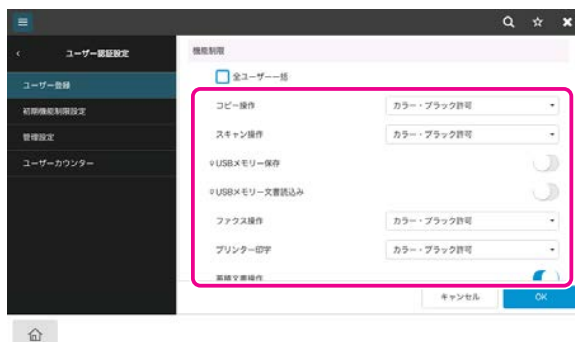 ユーザー認証設定
ユーザー登録
初期機能制限設定
管理設定
ユーザーカウンター
機能制限
全ユーザー一括
コピー操作 カラー・ブラック許可
スキャン操作 カラー・ブラック許可
USBメモリー保存
USBメモリー文書読込み
ファクス操作 カラー・ブラック許可
プリンター印字 カラー・ブラック許可
蓄積文書操作
キャンセル OK